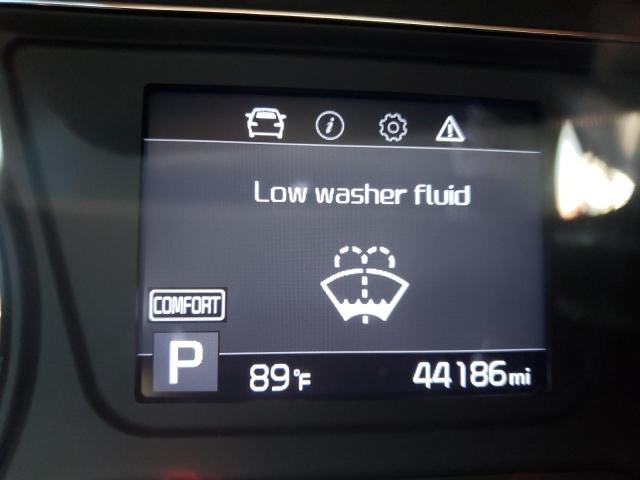 Low washer fluid
COMFORT
P 89°F 44186mi